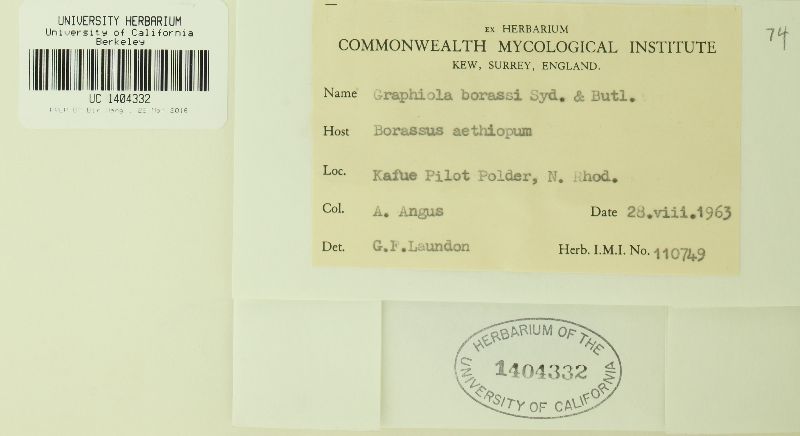 UNIVERSITY HERBARIUM
University of California
Berkeley
UC 1404332
2016
74
EX HERBARIUM
COMMONWEALTH MYCOLOGICAL INSTITUTE
KEW, SURREY, ENGLAND.
Name Graphiola borassi Syd. & Butl.
Host Borassus aethiopum
Loc. Kafue Pilot Polder, N. Rhod.
Col. A. Angus Date 28.viii.1963
Det. G.F.Laundon Herb. I.M.I. No. 110749
HERBARIUM OF THE
1404332
UNIVERSITY OF CALIFORNIA